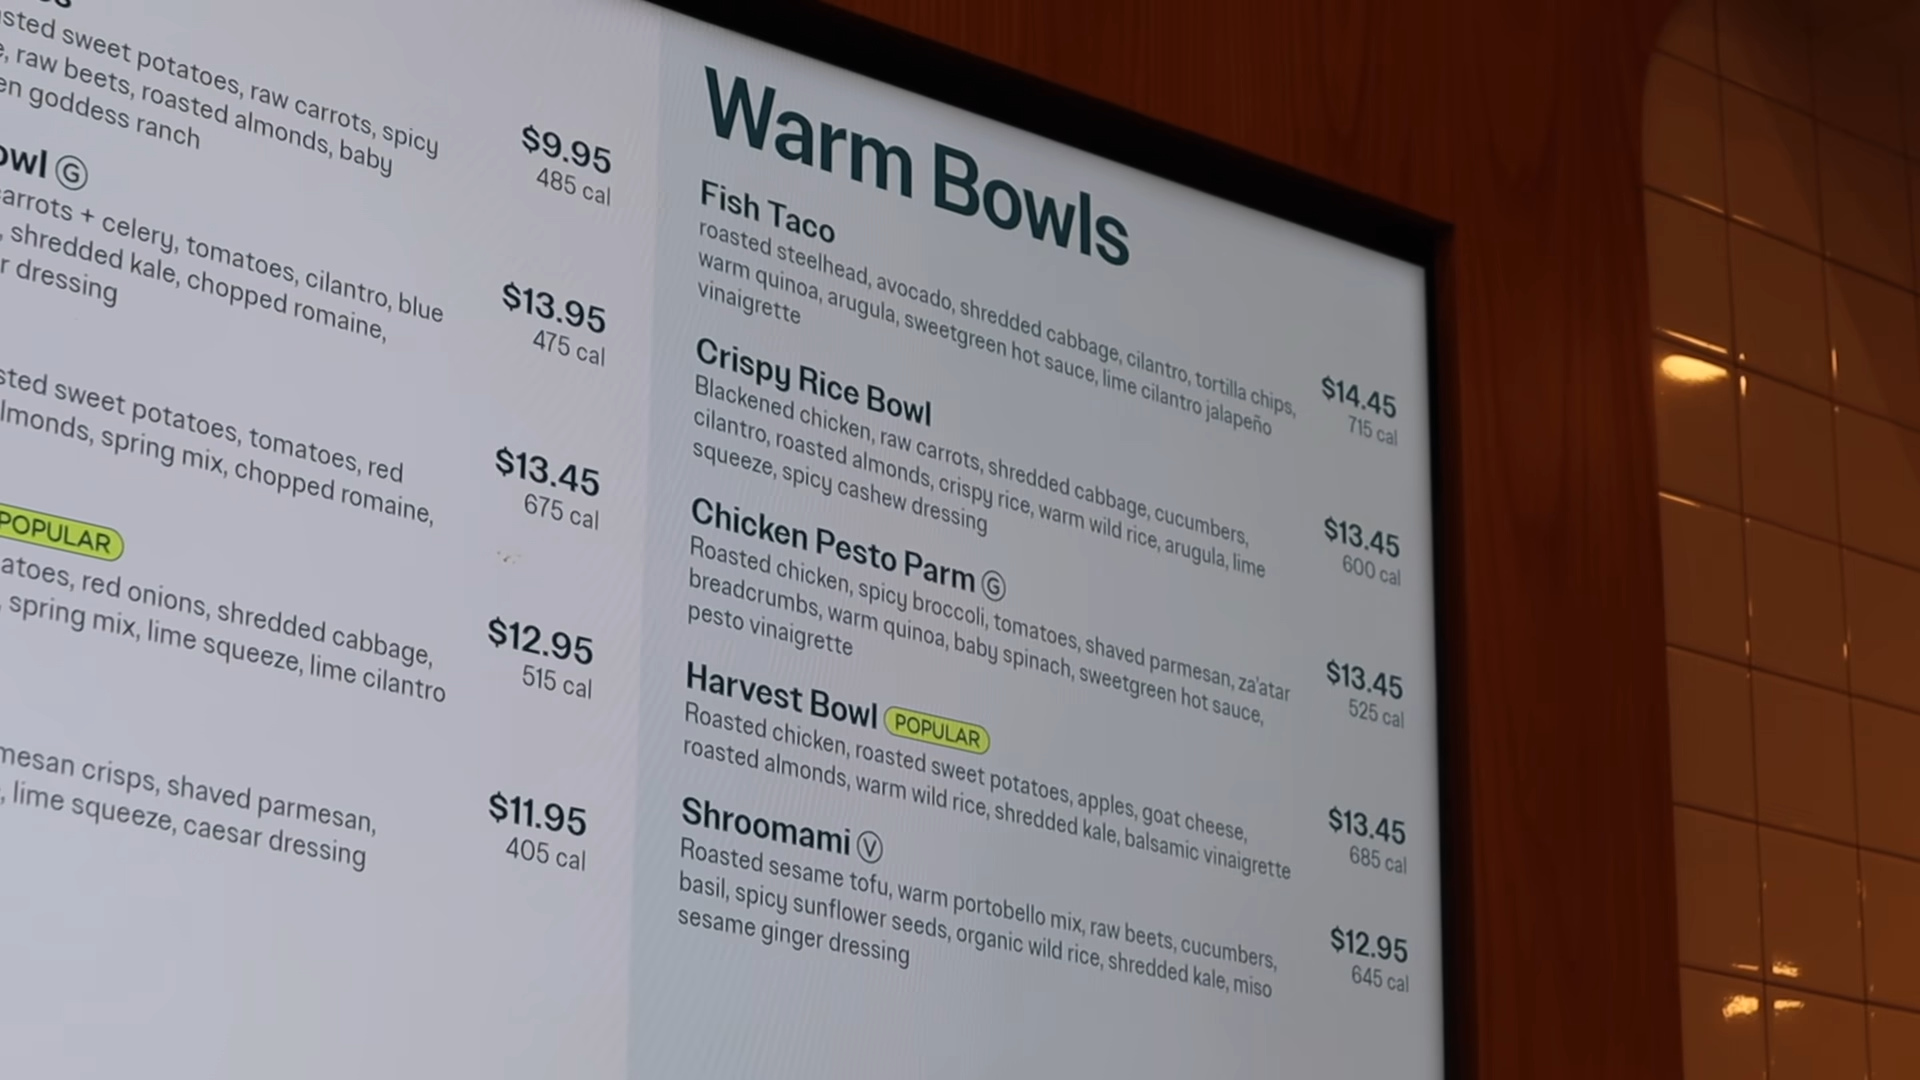 sted sweet potatoes, raw carrots, spicy
, raw beets, roasted almonds, baby
en goddess ranch
$9.95
485 cal
owl G
arrots + celery, tomatoes, cilantro, blue
, shredded kale, chopped romaine,
r dressing
$13.95
475 cal
sted sweet potatoes, tomatoes, red
lmonds, spring mix, chopped romaine,
$13.45
675 cal
POPULAR
atoes, red onions, shredded cabbage,
, spring mix, lime squeeze, lime cilantro
$12.95
515 cal
mesan crisps, shaved parmesan,
, lime squeeze, caesar dressing
$11.95
405 cal
Warm Bowls
Fish Taco
roasted steelhead, avocado, shredded cabbage, cilantro, tortilla chips,
warm quinoa, arugula, sweetgreen hot sauce, lime cilantro jalapeño
vinaigrette
$14.45
715 cal
Crispy Rice Bowl
Blackened chicken, raw carrots, shredded cabbage, cucumbers,
cilantro, roasted almonds, crispy rice, warm wild rice, arugula, lime
squeeze, spicy cashew dressing
$13.45
600 cal
Chicken Pesto Parm G
Roasted chicken, spicy broccoli, tomatoes, shaved parmesan, za'atar
breadcrumbs, warm quinoa, baby spinach, sweetgreen hot sauce,
pesto vinaigrette
$13.45
525 cal
Harvest Bowl POPULAR
Roasted chicken, roasted sweet potatoes, apples, goat cheese,
roasted almonds, warm wild rice, shredded kale, balsamic vinaigrette
$13.45
685 cal
Shroomami V
Roasted sesame tofu, warm portobello mix, raw beets, cucumbers,
basil, spicy sunflower seeds, organic wild rice, shredded kale, miso
sesame ginger dressing
$12.95
645 cal